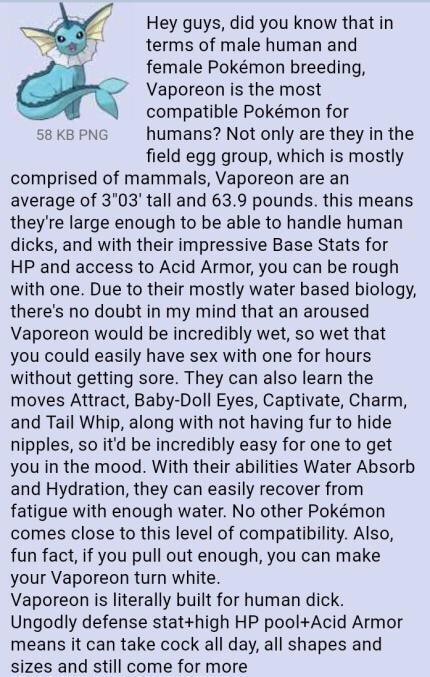 Hey guys, did you know that in
terms of male human and
female Pokémon breeding,
Vaporeon is the most
compatible Pokémon for
humans? Not only are they in the
field egg group, which is mostly
58 KB PNG
comprised of mammals, Vaporeon are an
average of 3"03' tall and 63.9 pounds. this means
they're large enough to be able to handle human
dicks, and with their impressive Base Stats for
HP and access to Acid Armor, you can be rough
with one. Due to their mostly water based biology,
there's no doubt in my mind that an aroused
Vaporeon would be incredibly wet, so wet that
you could easily have sex with one for hours
without getting sore. They can also learn the
moves Attract, Baby-Doll Eyes, Captivate, Charm,
and Tail Whip, along with not having fur to hide
nipples, so it'd be incredibly easy for one to get
you in the mood. With their abilities Water Absorb
and Hydration, they can easily recover from
fatigue with enough water. No other Pokémon
comes close to this level of compatibility. Also,
fun fact, if you pull out enough, you can make
your Vaporeon turn white.
Vaporeon is literally built for human dick.
Ungodly defense stat+high HP pool+Acid Armor
means it can take cock all day, all shapes and
sizes and still come for more